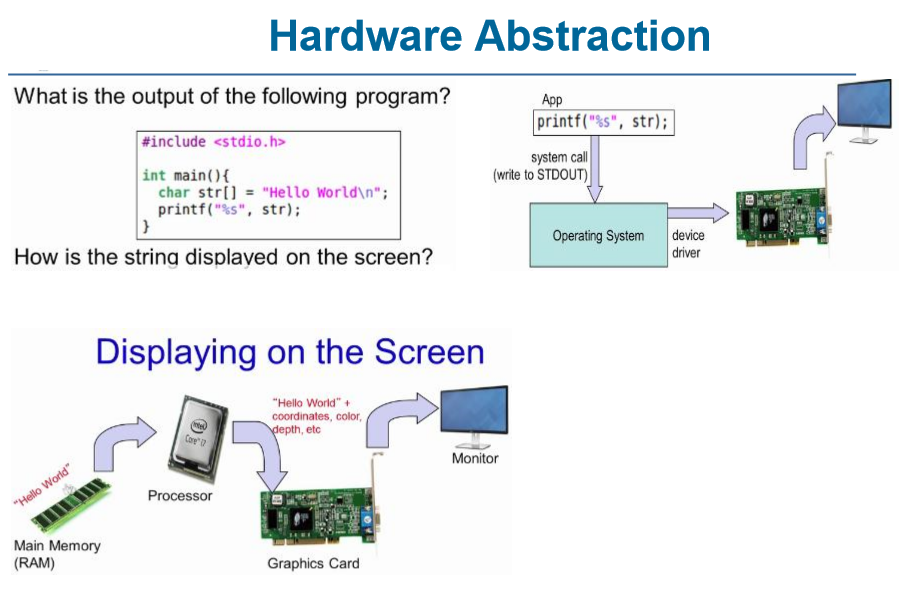 Hardware Abstraction
What is the output of the following program?
#include <stdio.h>
int main(){
char str[] = "Hello World\n";
printf("%s", str);
}
How is the string displayed on the screen?
App
printf("%s", str);
system call
(write to STDOUT)
Operating System
device
driver
Displaying on the Screen
"Hello World"
Main Memory
(RAM)
intel
Core i7
Processor
"Hello World" +
coordinates, color,
depth, etc
Graphics Card
Monitor